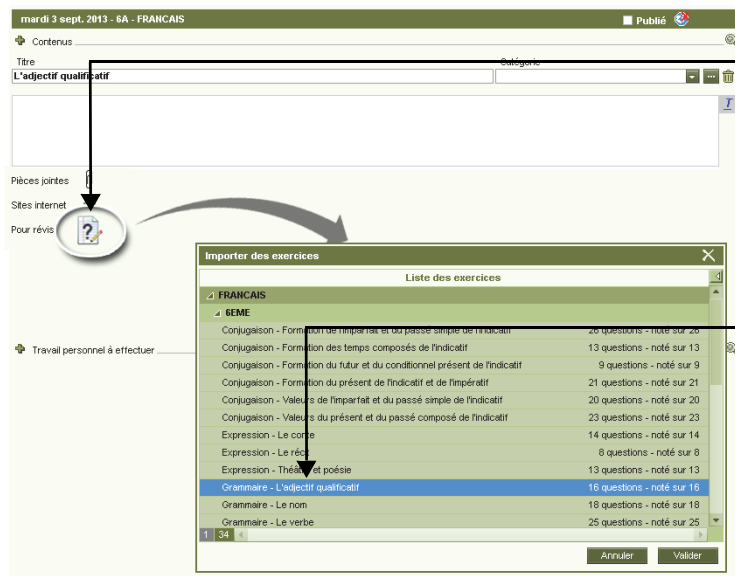 mardi 3 sept. 2013 - 6A - FRANCAIS Publié
Contenus
Titre Catégorie
L'adjectif qualificatif
Pièces jointes
Sites internet
Pour révis
?
Importer des exercices
Liste des exercices
FRANCAIS
6EME
Conjugaison - Formation de l'imparfait et du passé simple de l'indicatif 26 questions - noté sur 26
Conjugaison - Formation des temps composés de l'indicatif 13 questions - noté sur 13
Conjugaison - Formation du futur et du conditionnel présent de l'indicatif 9 questions - noté sur 9
Conjugaison - Formation du présent de l'indicatif et de l'impératif 21 questions - noté sur 21
Conjugaison - Valeurs de l'imparfait et du passé simple de l'indicatif 20 questions - noté sur 20
Conjugaison - Valeurs du présent et du passé composé de l'indicatif 23 questions - noté sur 23
Expression - Le conte 14 questions - noté sur 14
Expression - Le récit 8 questions - noté sur 8
Expression - Théâtre et poésie 13 questions - noté sur 13
Grammaire - L'adjectif qualificatif 16 questions - noté sur 16
Grammaire - Le nom 18 questions - noté sur 18
Grammaire - Le verbe 25 questions - noté sur 25
1 34
Annuler Valider
Travail personnel à effectuer